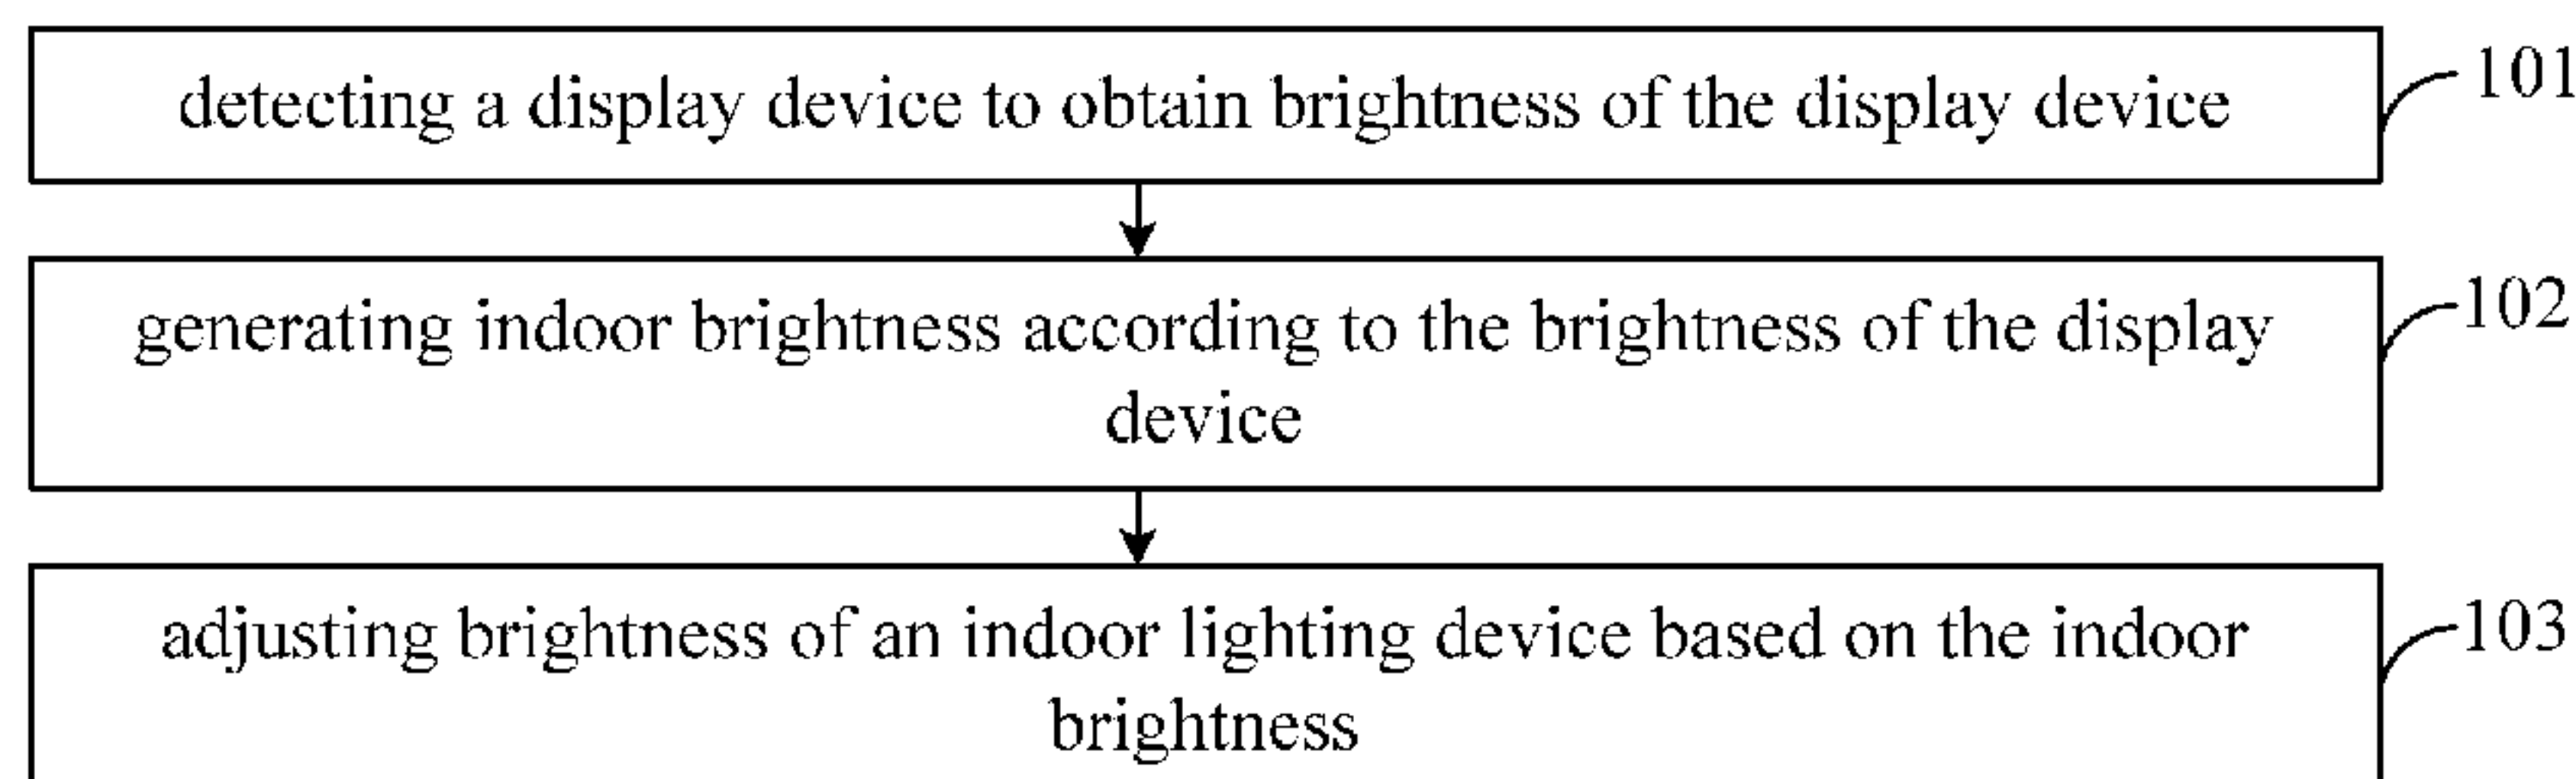 detecting a display device to obtain brightness of the display device
101
generating indoor brightness according to the brightness of the display
device
102
adjusting brightness of an indoor lighting device based on the indoor
brightness
103